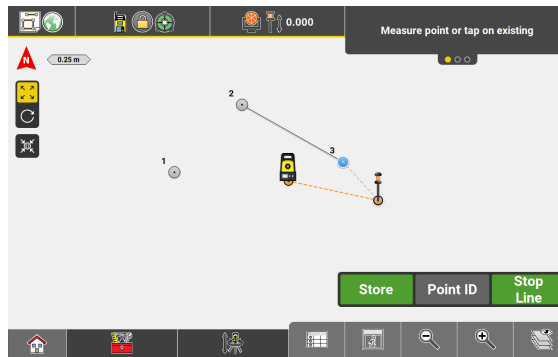 0.000
Measure point or tap on existing
N
0.25 m
2
3
1
Store
Point ID
Stop
Line